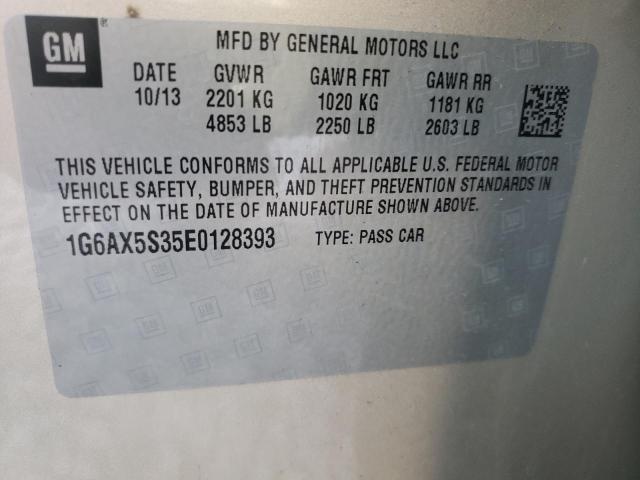 GM
MFD BY GENERAL MOTORS LLC
DATE GVWR GAWR FRT GAWR RR
10/13 2201 KG 1020 KG 1181 KG
4853 LB 2250 LB 2603 LB
THIS VEHICLE CONFORMS TO ALL APPLICABLE U.S. FEDERAL MOTOR
VEHICLE SAFETY, BUMPER, AND THEFT PREVENTION STANDARDS IN
EFFECT ON THE DATE OF MANUFACTURE SHOWN ABOVE.
1G6AX5S35E0128393 TYPE: PASS CAR